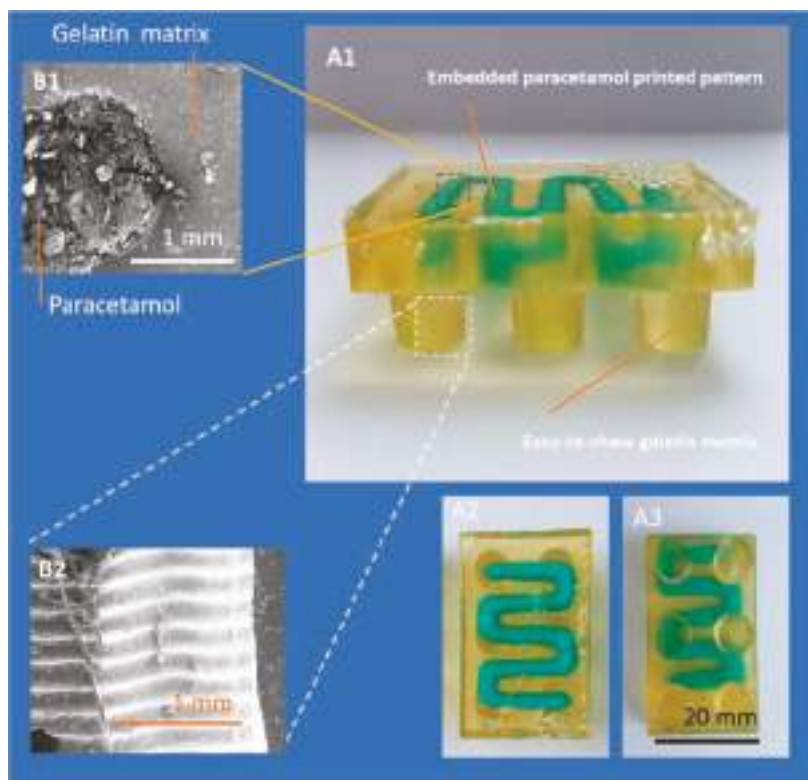 Gelatin matrix
B1
1 mm
Paracetamol
A1
Embedded paracetamol printed pattern
Easy-to-chew gelatin matrix
B2
1 mm
A2
A3
20 mm